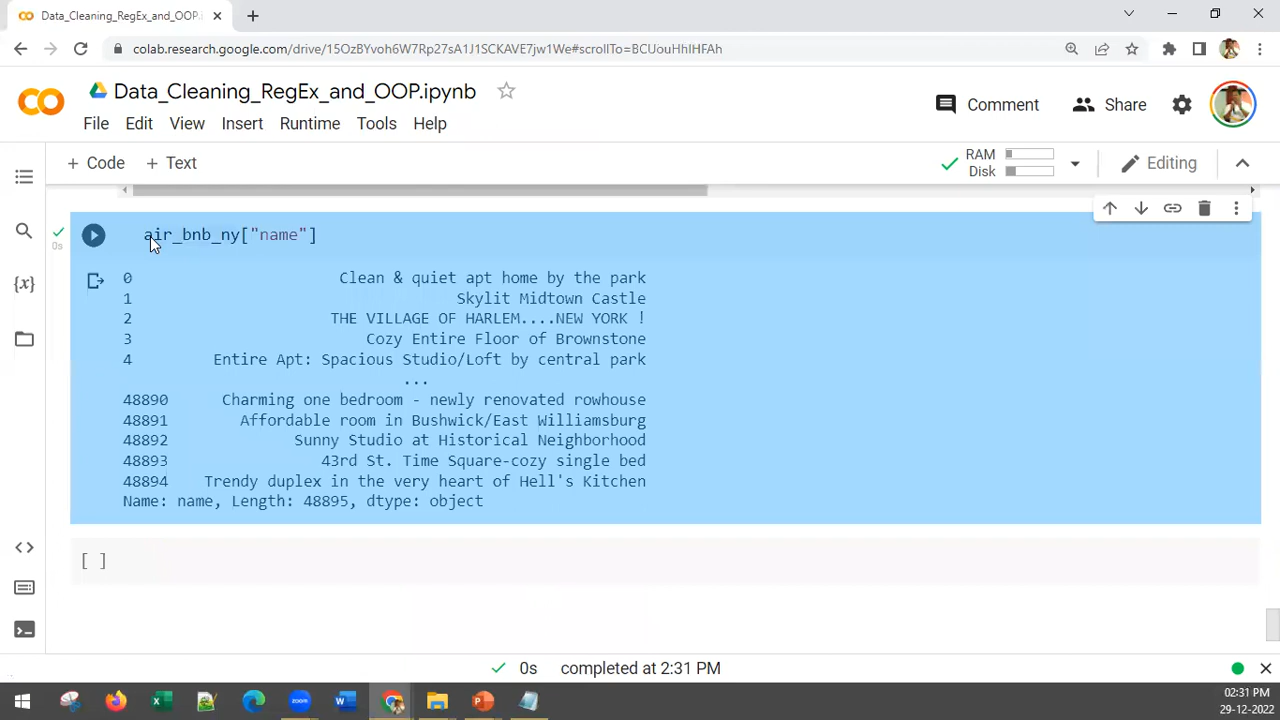 Data_Cleaning_RegEx_and_OOP.i
colab.research.google.com/drive/15OzBYvoh6W7Rp27sA1J1SCKAVE7jw1We#scrollTo=BCUouHhIHFAh
Data_Cleaning_RegEx_and_OOP.ipynb
Comment
Share
File Edit View Insert Runtime Tools Help
+ Code + Text
RAM
Disk
Editing
0s
air_bnb_ny["name"]
0 Clean & quiet apt home by the park
1 Skylit Midtown Castle
2 THE VILLAGE OF HARLEM....NEW YORK !
3 Cozy Entire Floor of Brownstone
4 Entire Apt: Spacious Studio/Loft by central park
...
48890 Charming one bedroom - newly renovated rowhouse
48891 Affordable room in Bushwick/East Williamsburg
48892 Sunny Studio at Historical Neighborhood
48893 43rd St. Time Square-cozy single bed
48894 Trendy duplex in the very heart of Hell's Kitchen
Name: name, Length: 48895, dtype: object
[ ]
{x}
0s completed at 2:31 PM
zoom
02:31 PM
29-12-2022